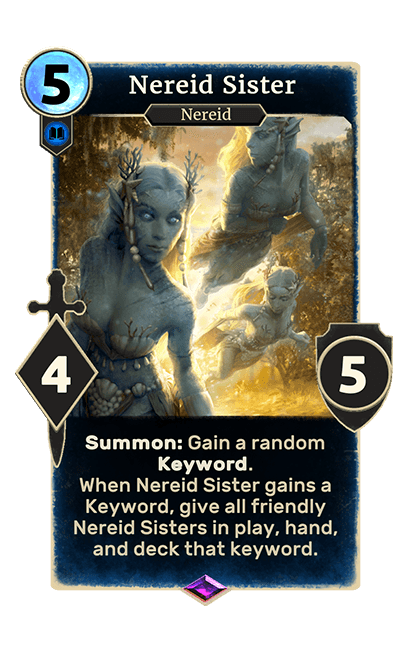 5
Nereid Sister
Nereid
4
5
Summon: Gain a random
Keyword.
When Nereid Sister gains a
Keyword, give all friendly
Nereid Sisters in play, hand,
and deck that keyword.